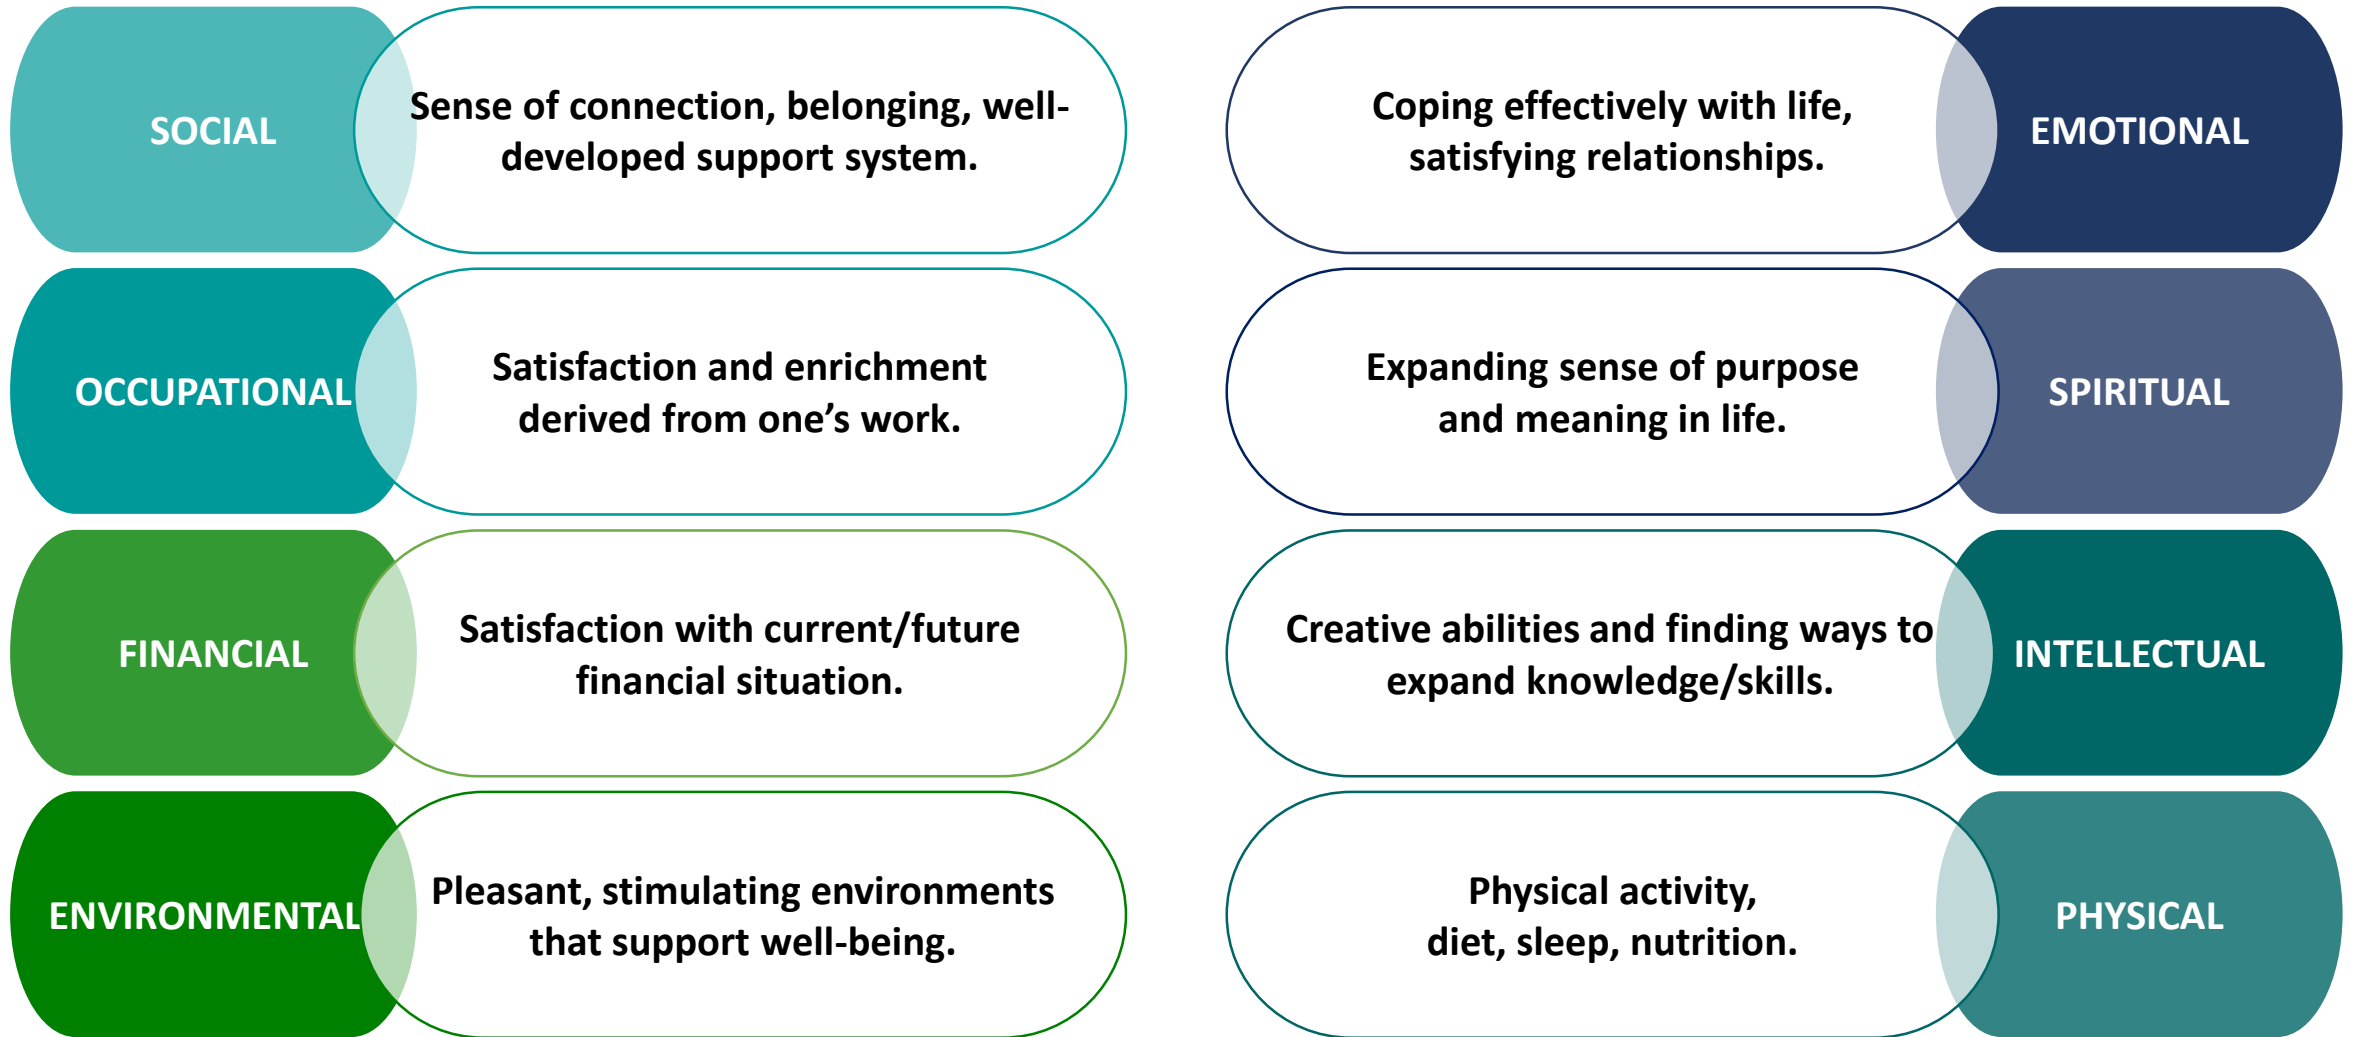 SOCIAL
Sense of connection, belonging, well-
developed support system.
OCCUPATIONAL
Satisfaction and enrichment
derived from one’s work.
FINANCIAL
Satisfaction with current/future
financial situation.
ENVIRONMENTAL
Pleasant, stimulating environments
that support well-being.
Coping effectively with life,
satisfying relationships.
EMOTIONAL
Expanding sense of purpose
and meaning in life.
SPIRITUAL
Creative abilities and finding ways to
expand knowledge/skills.
INTELLECTUAL
Physical activity,
diet, sleep, nutrition.
PHYSICAL